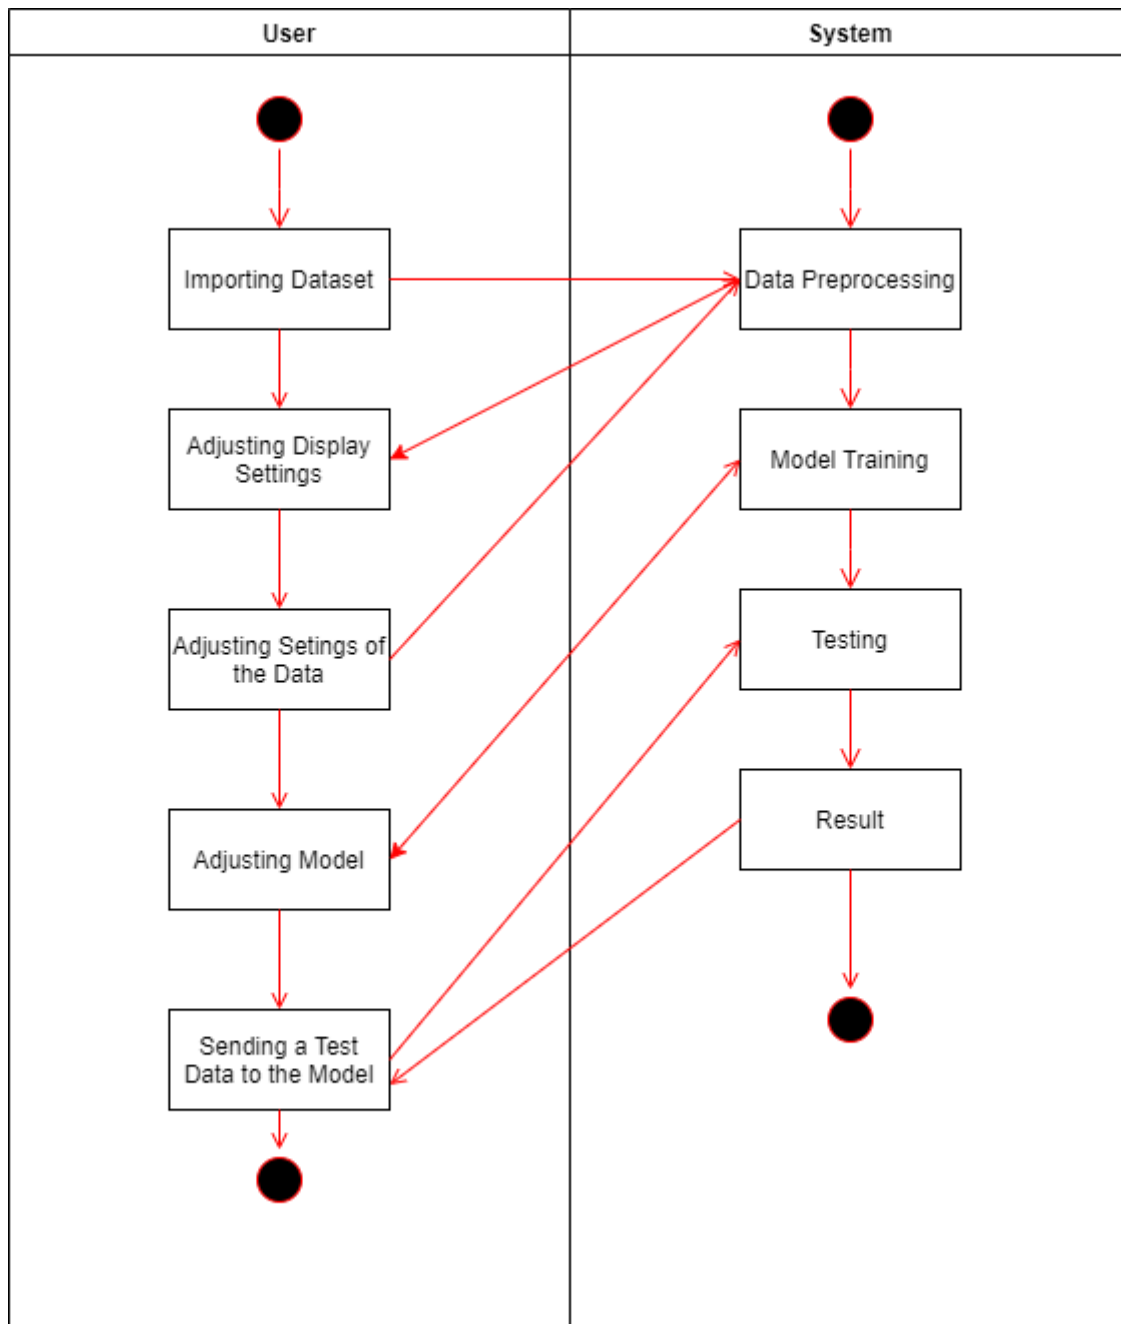 User
System
Importing Dataset
Data Preprocessing
Adjusting Display
Settings
Model Training
Adjusting Setings of
the Data
Testing
Adjusting Model
Result
Sending a Test
Data to the Model